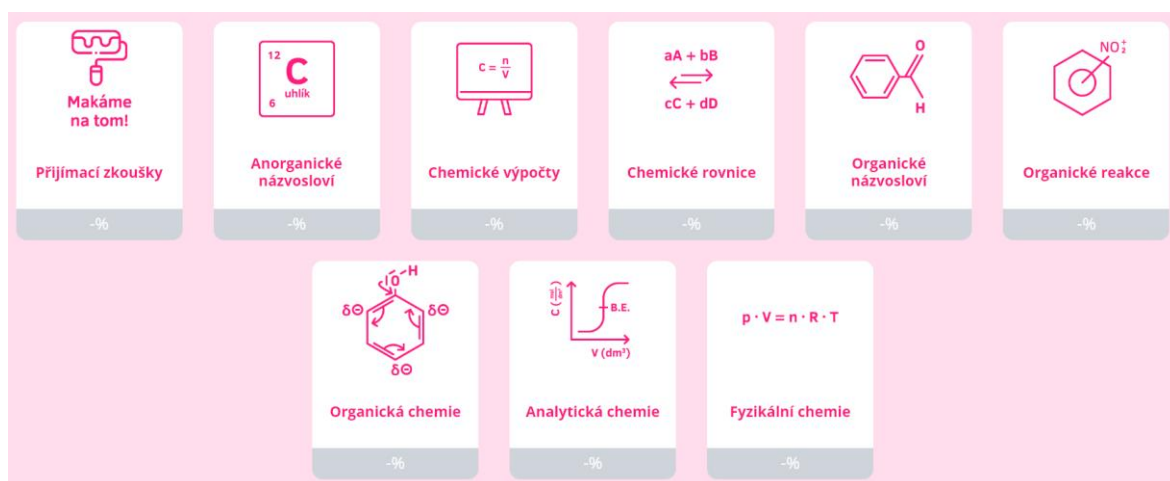 Makáme
na tom!
Přijímací zkoušky
-%
12
C
uhlík
6
Anorganické
názvosloví
-%
C = n/V
Chemické výpočty
-%
aA + bB
cC + dD
Chemické rovnice
-%
O
H
Organické
názvosloví
-%
NO₂⁺
Organické reakce
-%
IO-H
δ⊖
δ⊖
δ⊖
Organická chemie
-%
B.E.
V (dm³)
Analytická chemie
-%
p · V = n · R · T
Fyzikální chemie
-%